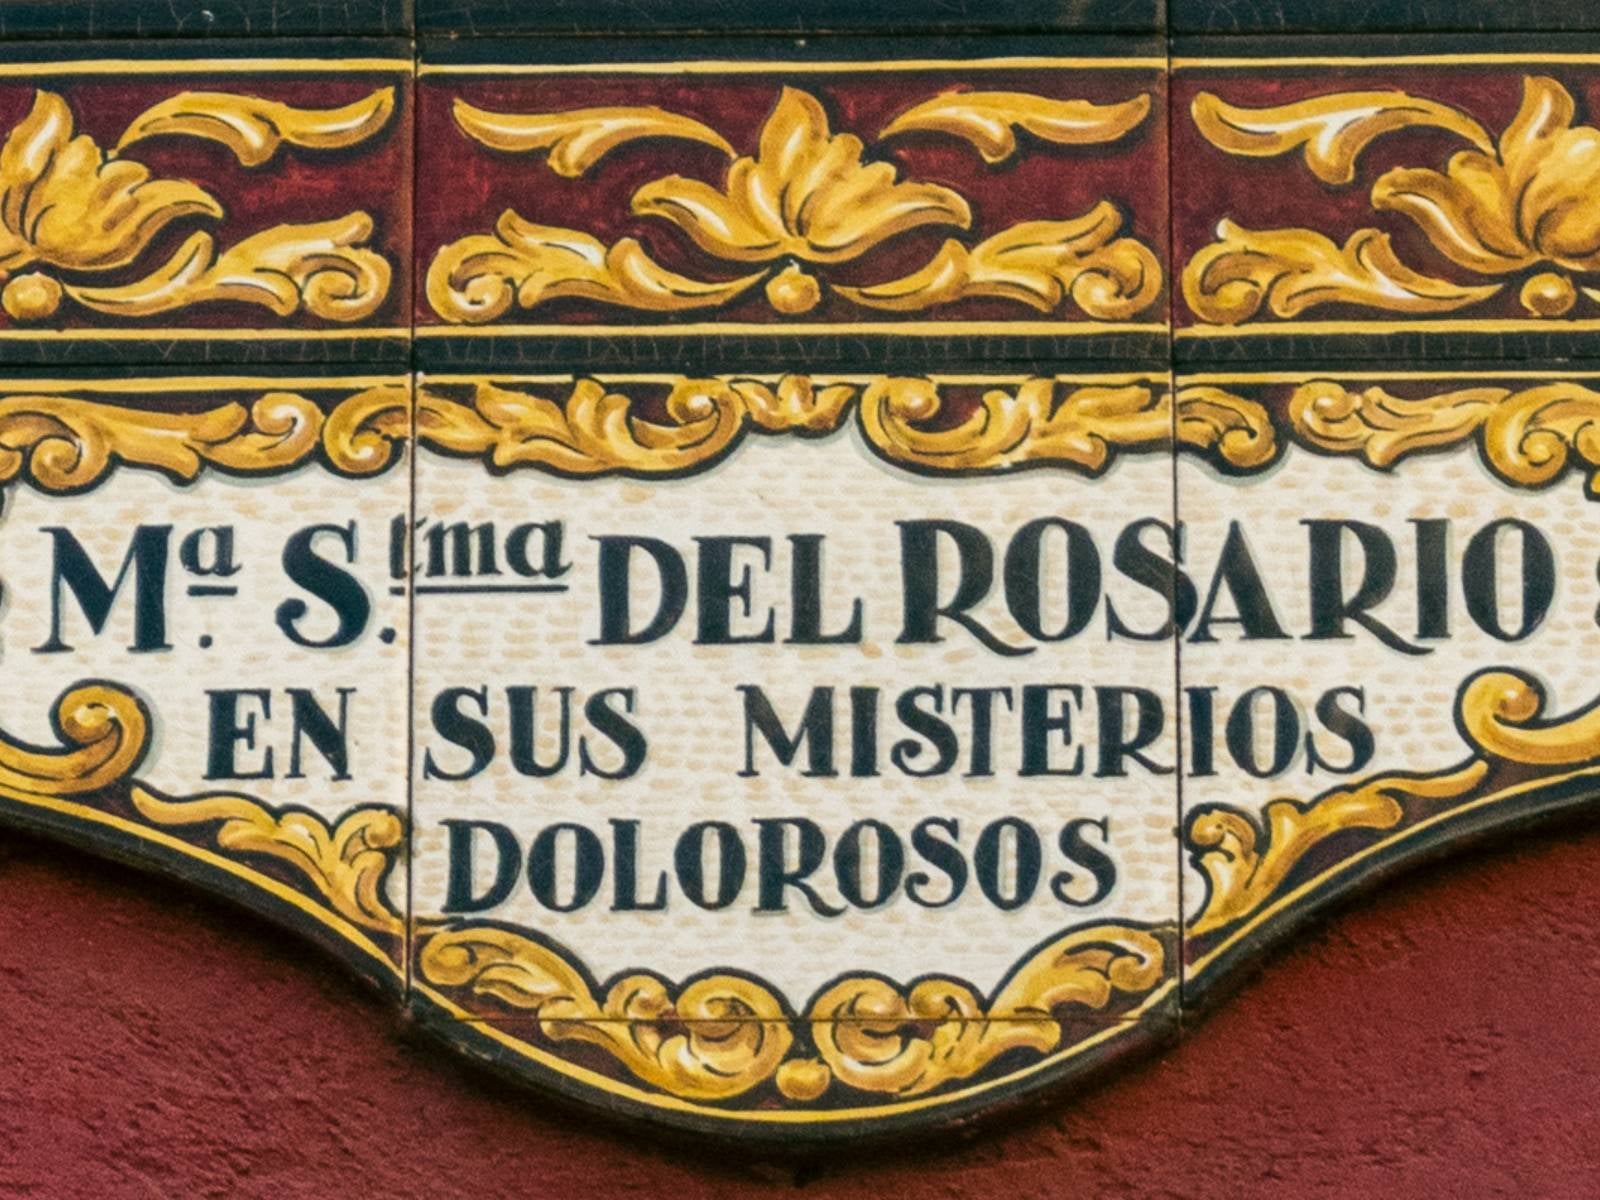 Mª. S.tma DEL ROSARIO
EN SUS MISTERIOS
DOLOROSOS